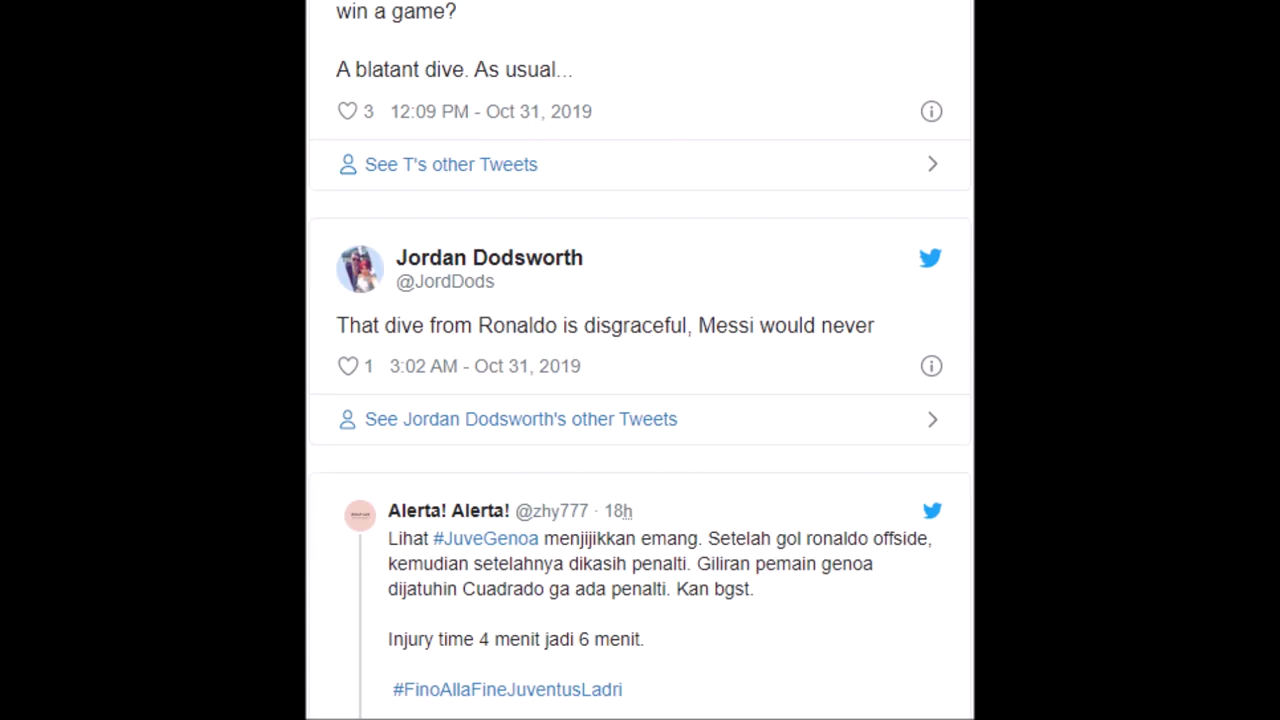 win a game?
A blatant dive. As usual...
3 12:09 PM - Oct 31, 2019
See T's other Tweets
Jordan Dodsworth
@JordDods
That dive from Ronaldo is disgraceful, Messi would never
1 3:02 AM - Oct 31, 2019
See Jordan Dodsworth's other Tweets
Alerta! Alerta! @zhy777 · 18h
Lihat #JuveGenoa menjijikkan emang. Setelah gol ronaldo offside,
kemudian setelahnya dikasih penalti. Giliran pemain genoa
dijatuhin Cuadrado ga ada penalti. Kan bgst.
Injury time 4 menit jadi 6 menit.
#FinoAllaFineJuventusLadri